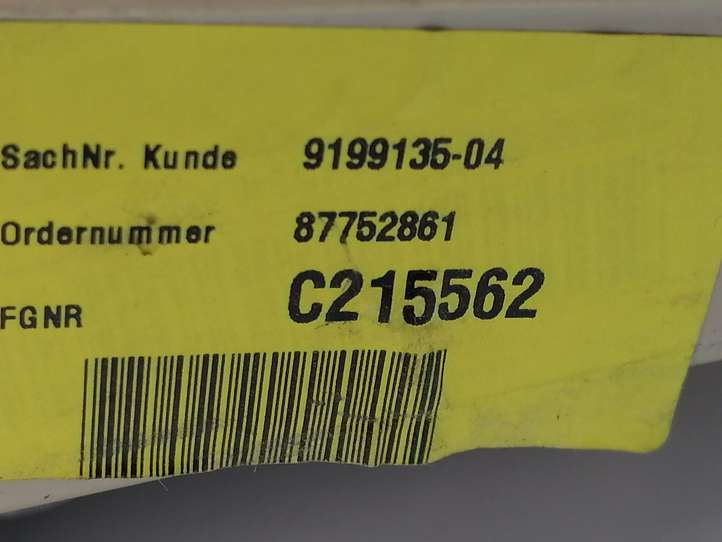 SachNr. Kunde 9199135-04
Ordernummer 87752861
FGNR C215562